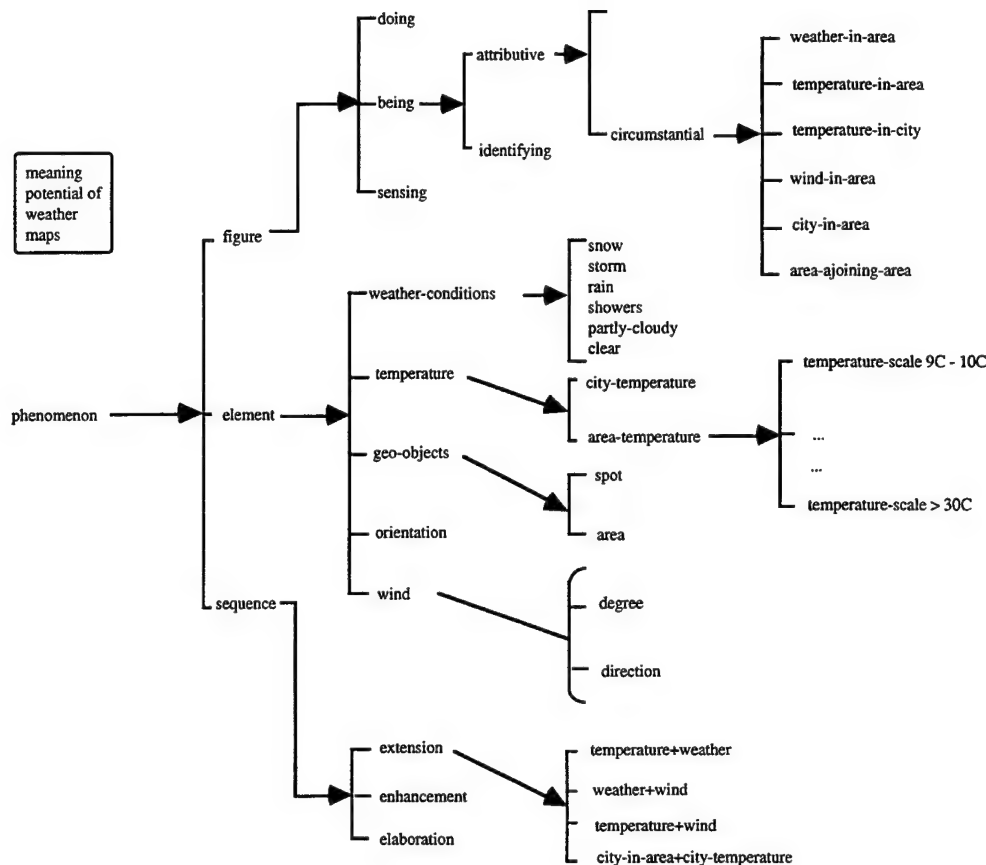 doing
attributive
being
identifying
sensing
circumstantial
weather-in-area
temperature-in-area
temperature-in-city
wind-in-area
city-in-area
area-ajoining-area
meaning
potential of
weather
maps
figure
phenomenon
element
sequence
weather-conditions
snow
storm
rain
showers
partly-cloudy
clear
temperature
city-temperature
area-temperature
temperature-scale 9C - 10C
...
...
temperature-scale > 30C
geo-objects
spot
area
orientation
wind
degree
direction
extension
enhancement
elaboration
temperature+weather
weather+wind
temperature+wind
city-in-area+city-temperature